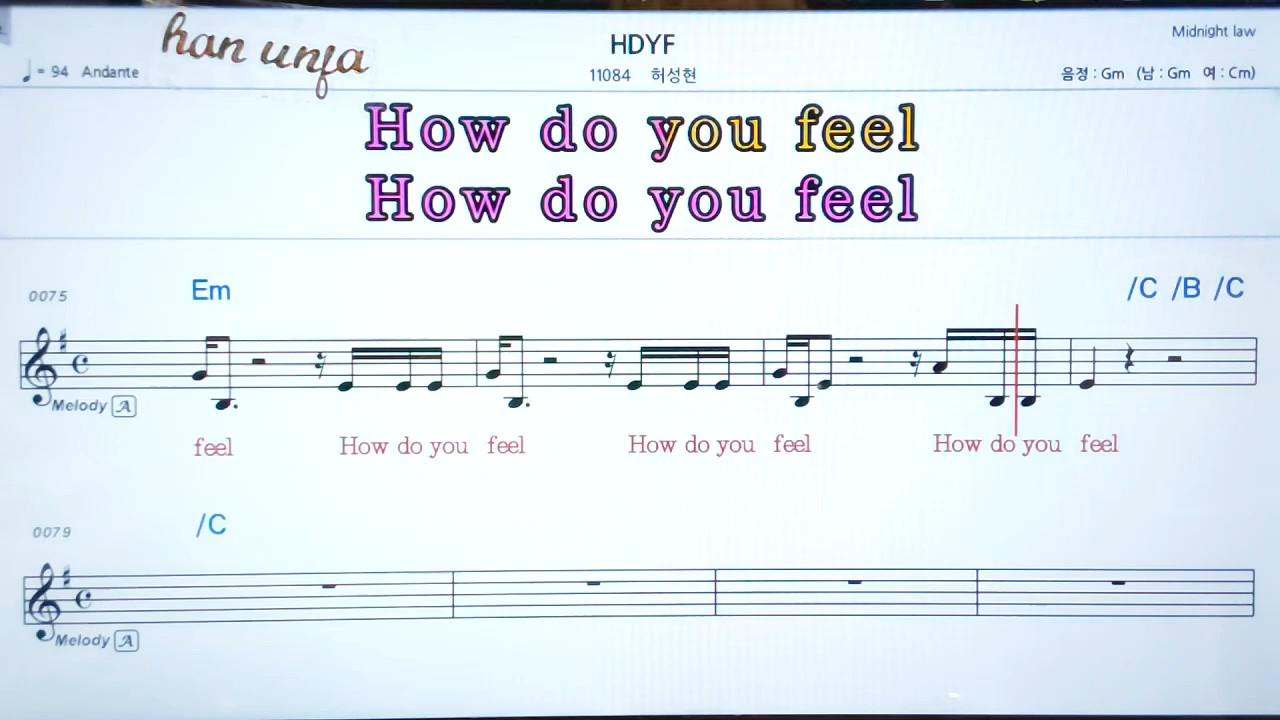 han unja
HDYF
Midnight law
♩ = 94 Andante
11084 허성현
음정 : Gm (남 : Gm 여 : Cm)
How do you feel
How do you feel
0075 Em /C /B /C
Melody A
feel How do you feel How do you feel How do you feel
0079 /C
Melody A